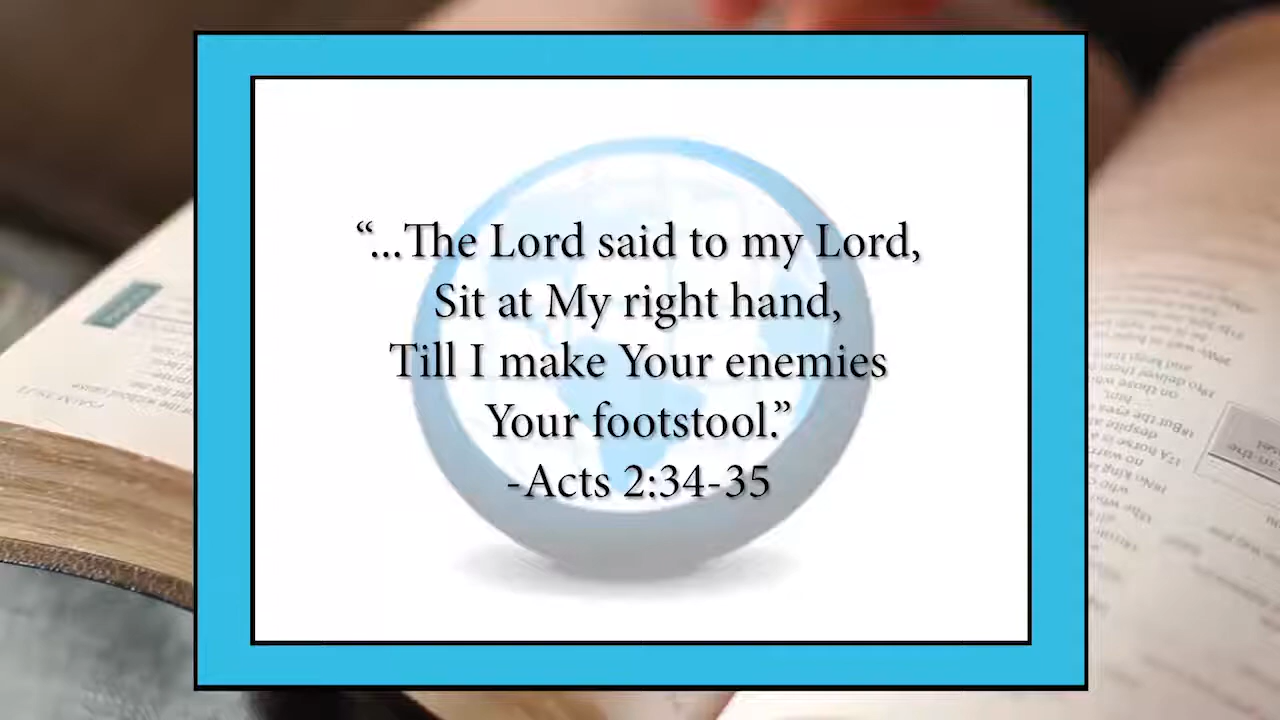 “...The Lord said to my Lord,
Sit at My right hand,
Till I make Your enemies
Your footstool.”
-Acts 2:34-35